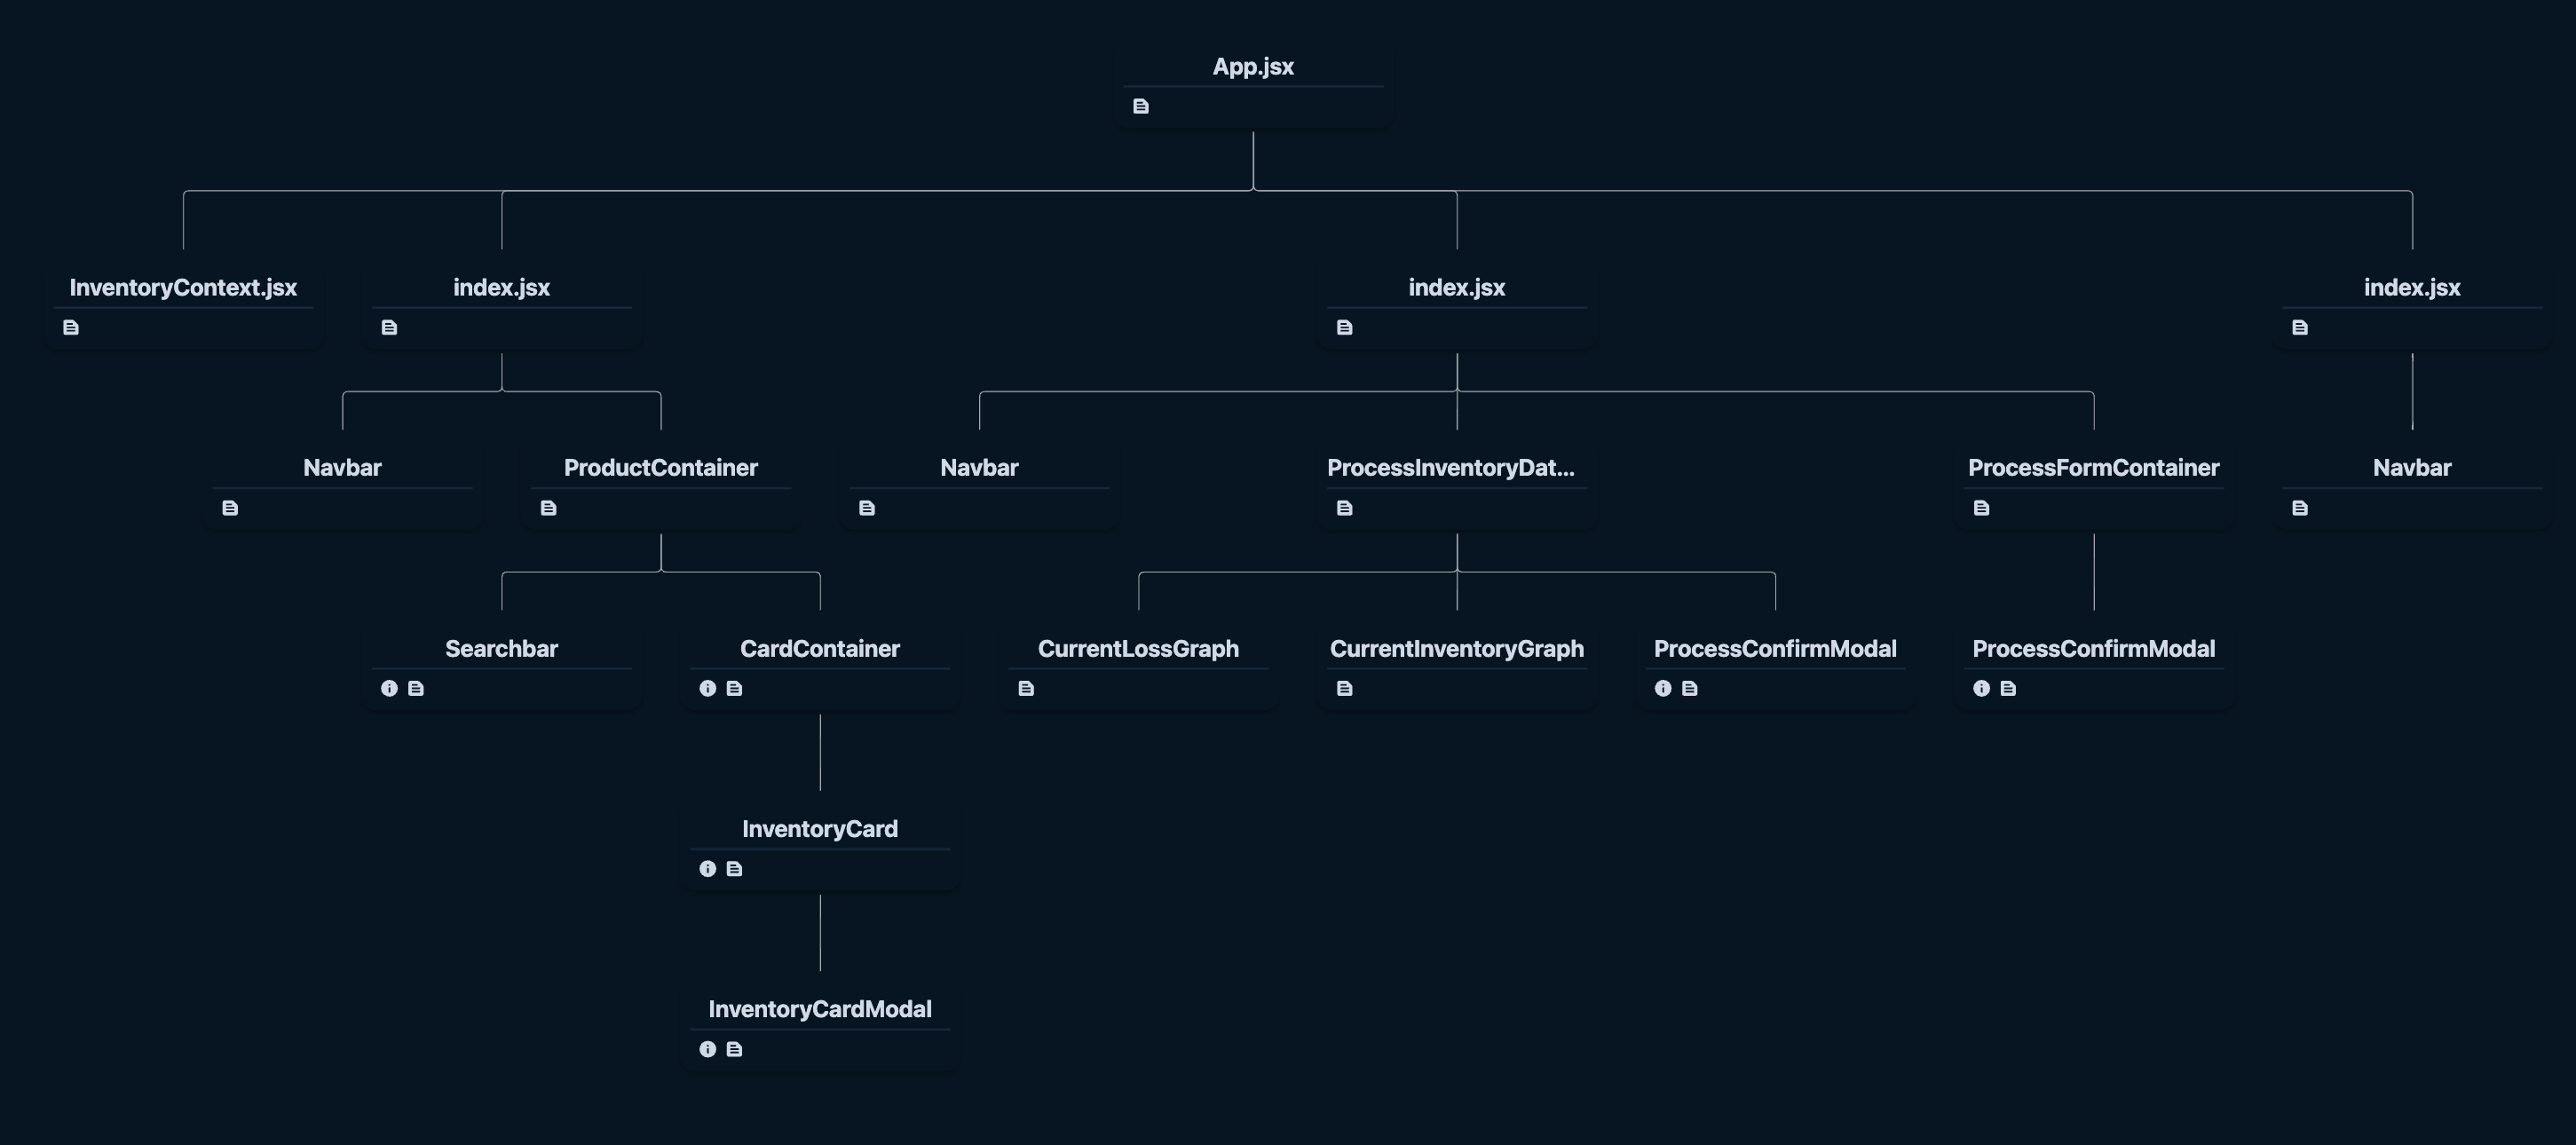 App.jsx
InventoryContext.jsx
index.jsx
index.jsx
index.jsx
Navbar
ProductContainer
Navbar
ProcessInventoryDat...
ProcessFormContainer
Navbar
Searchbar
CardContainer
CurrentLossGraph
CurrentInventoryGraph
ProcessConfirmModal
ProcessConfirmModal
InventoryCard
InventoryCardModal